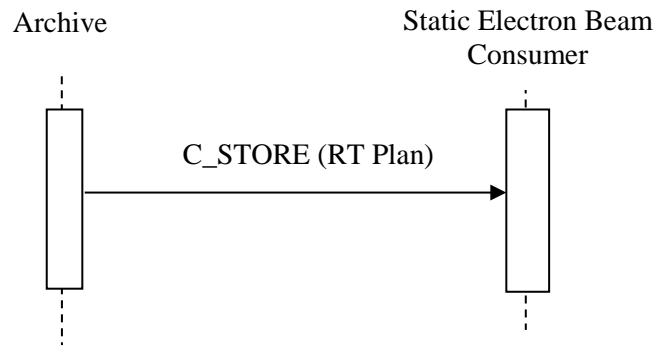 Archive
Static Electron Beam
Consumer
C_STORE (RT Plan)